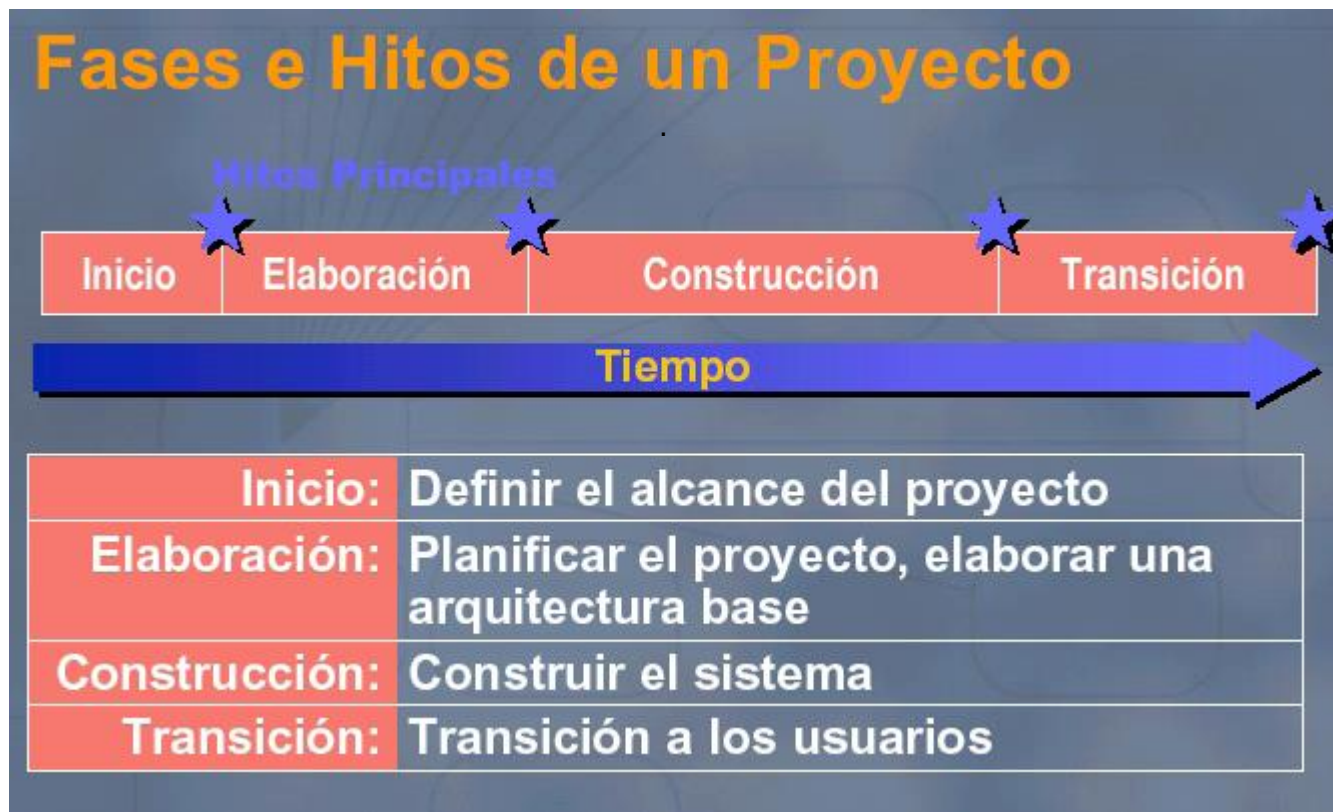 Fases e Hitos de un Proyecto
Hitos Principales
Inicio Elaboración Construcción Transición
Tiempo
Inicio: Definir el alcance del proyecto
Elaboración: Planificar el proyecto, elaborar una
arquitectura base
Construcción: Construir el sistema
Transición: Transición a los usuarios